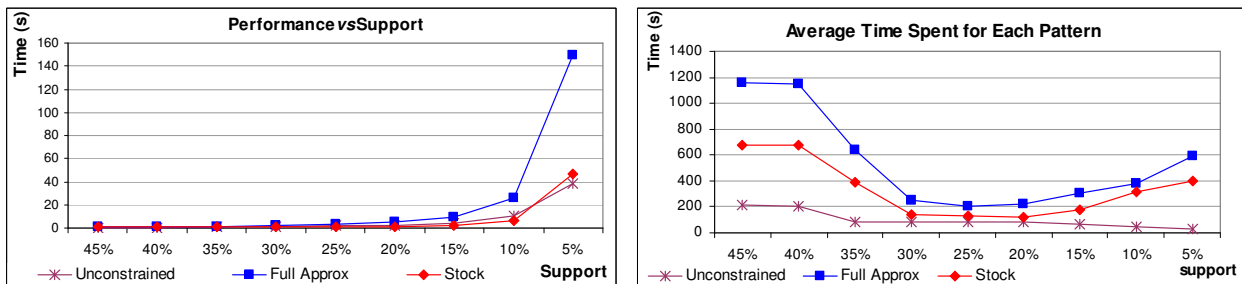 Performance vs Support
Time (s)
160
140
120
100
80
60
40
20
0
45% 40% 35% 30% 25% 20% 15% 10% 5%
Unconstrained Full Approx Stock Support
Average Time Spent for Each Pattern
Time (s)
1400
1200
1000
800
600
400
200
0
45% 40% 35% 30% 25% 20% 15% 10% 5%
Unconstrained Full Approx Stock support